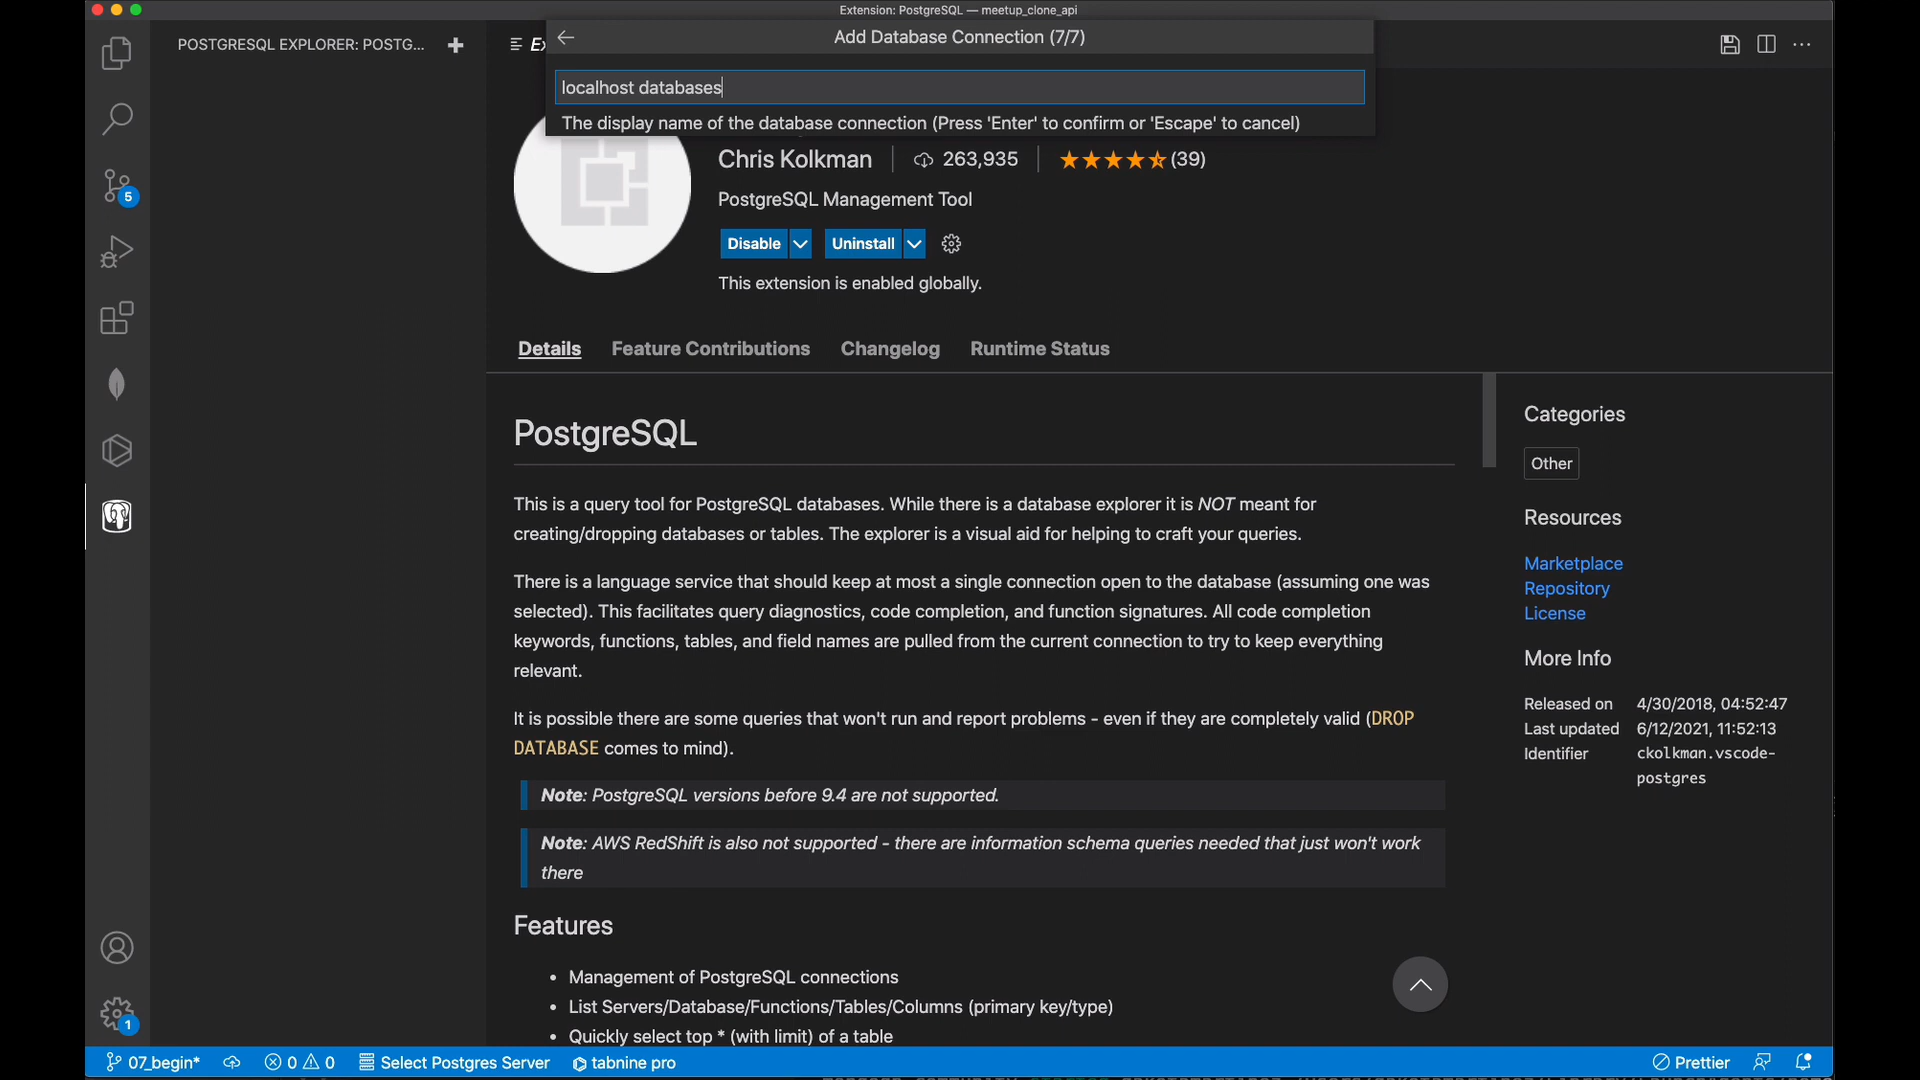 Extension: PostgreSQL — meetup_clone_api
POSTGRESQL EXPLORER: POSTG...
Add Database Connection (7/7)
localhost databases
The display name of the database connection (Press 'Enter' to confirm or 'Escape' to cancel)
Chris Kolkman
263,935
(39)
PostgreSQL Management Tool
Disable
Uninstall
This extension is enabled globally.
Details
Feature Contributions
Changelog
Runtime Status
PostgreSQL
This is a query tool for PostgreSQL databases. While there is a database explorer it is NOT meant for
creating/dropping databases or tables. The explorer is a visual aid for helping to craft your queries.
There is a language service that should keep at most a single connection open to the database (assuming one was
selected). This facilitates query diagnostics, code completion, and function signatures. All code completion
keywords, functions, tables, and field names are pulled from the current connection to try to keep everything
relevant.
It is possible there are some queries that won't run and report problems - even if they are completely valid (DROP
DATABASE comes to mind).
Note: PostgreSQL versions before 9.4 are not supported.
Note: AWS RedShift is also not supported - there are information schema queries needed that just won't work
there
Features
• Management of PostgreSQL connections
• List Servers/Database/Functions/Tables/Columns (primary key/type)
• Quickly select top * (with limit) of a table
Categories
Other
Resources
Marketplace
Repository
License
More Info
Released on 4/30/2018, 04:52:47
Last updated 6/12/2021, 11:52:13
Identifier ckolkman.vscode-
postgres
5
1
07_begin*
0
0
Select Postgres Server
tabnine pro
Prettier